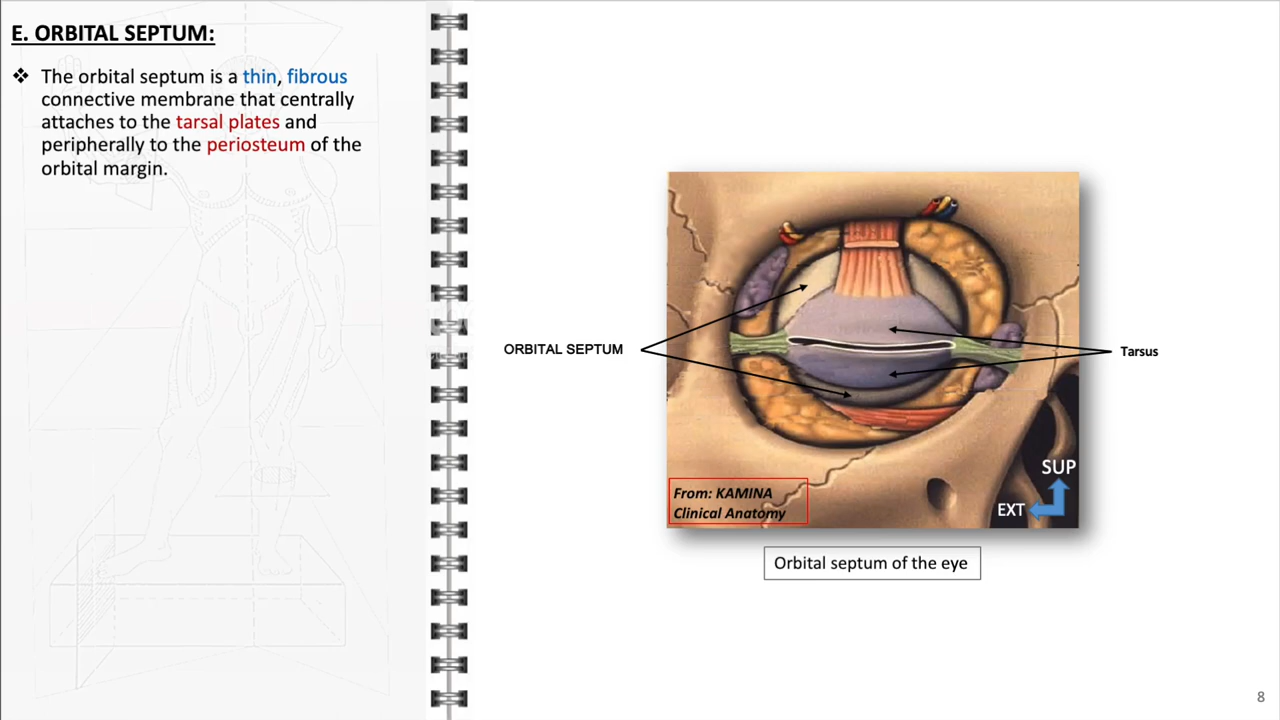 E. ORBITAL SEPTUM:
❖ The orbital septum is a thin, fibrous
connective membrane that centrally
attaches to the tarsal plates and
peripherally to the periosteum of the
orbital margin.
ORBITAL SEPTUM
Tarsus
SUP
EXT
From: KAMINA
Clinical Anatomy
Orbital septum of the eye
8